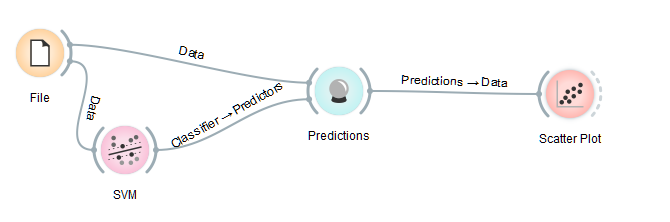 Data
File
Data
SVM
Classifier → Predictors
Predictions
Predictions → Data
Scatter Plot